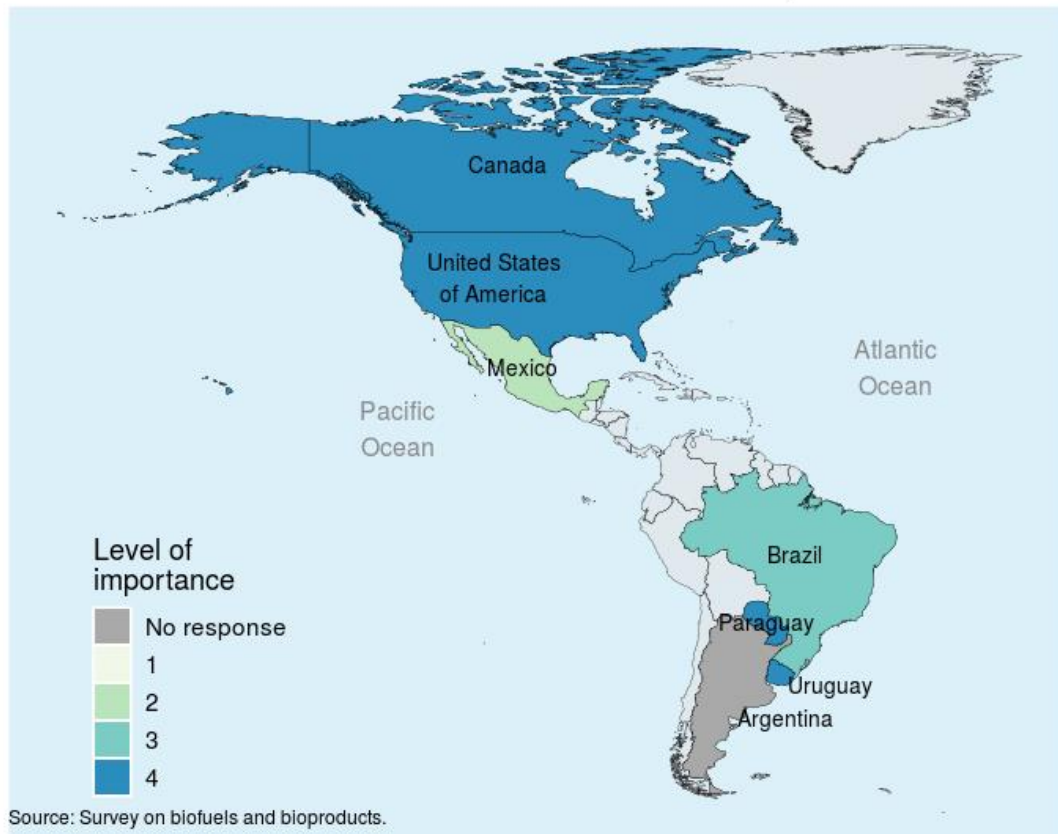 Canada
United States
of America
Mexico
Atlantic
Ocean
Pacific
Ocean
Brazil
Paraguay
Uruguay
Argentina
Level of
importance
No response
1
2
3
4
Source: Survey on biofuels and bioproducts.